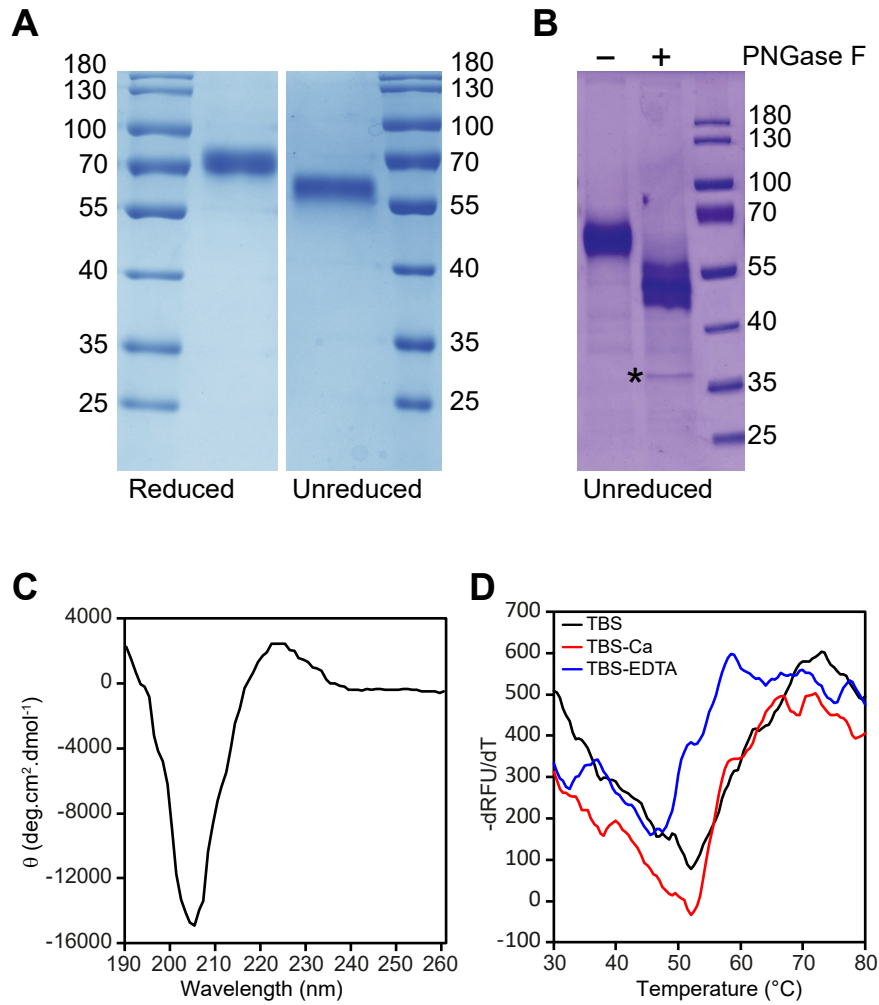 A
180
130
100
70
55
40
35
25
180
130
100
70
55
40
35
25
Reduced
Unreduced
B
− +
PNGase F
180
130
100
70
55
40
35
25
*
Unreduced
C
4000
0
-4000
-8000
-12000
-16000
θ (deg.cm².dmol⁻¹)
190 200 210 220 230 240 250 260
Wavelength (nm)
D
700
600
500
400
300
200
100
0
-100
-dRFU/dT
TBS
TBS-Ca
TBS-EDTA
30 40 50 60 70 80
Temperature (°C)